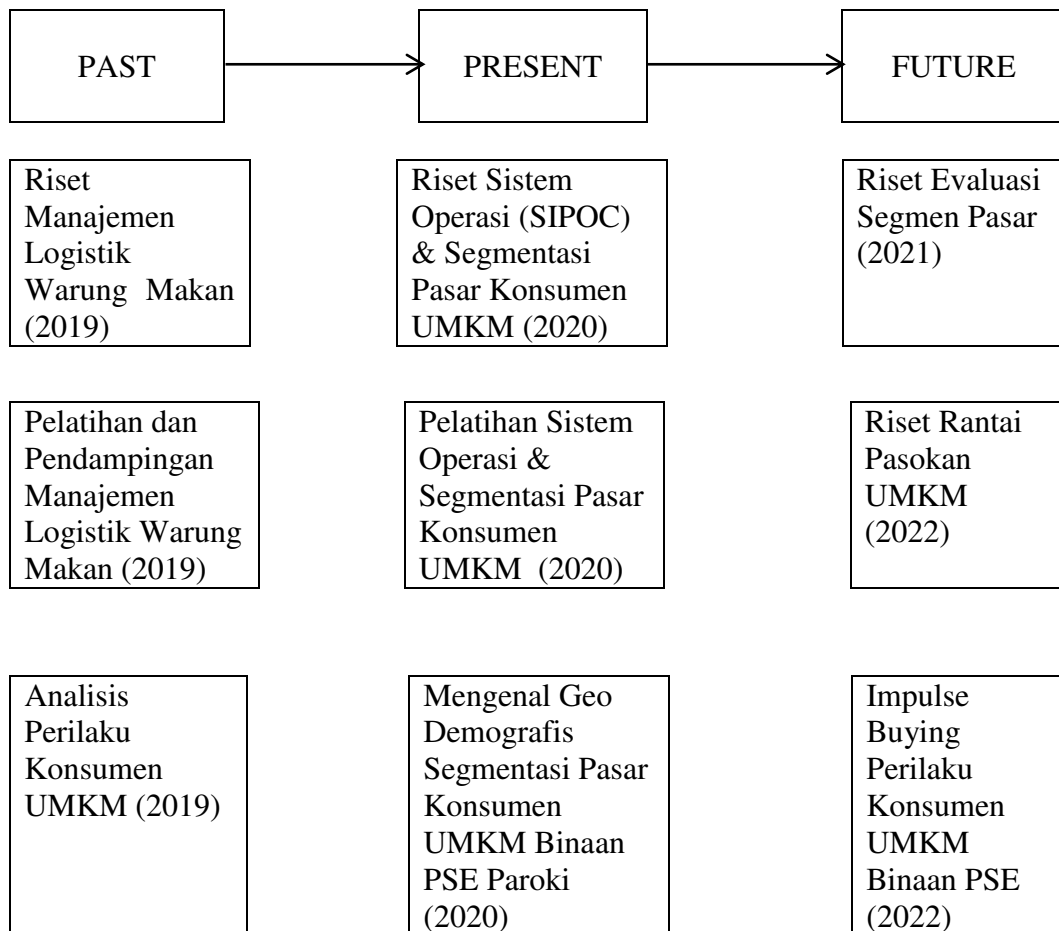 PAST
PRESENT
FUTURE
Riset
Manajemen
Logistik
Warung Makan
(2019)
Riset Sistem
Operasi (SIPOC)
& Segmentasi
Pasar Konsumen
UMKM (2020)
Riset Evaluasi
Segmen Pasar
(2021)
Pelatihan dan
Pendampingan
Manajemen
Logistik Warung
Makan (2019)
Pelatihan Sistem
Operasi &
Segmentasi Pasar
Konsumen
UMKM (2020)
Riset Rantai
Pasokan
UMKM
(2022)
Analisis
Perilaku
Konsumen
UMKM (2019)
Mengenal Geo
Demografis
Segmentasi Pasar
Konsumen
UMKM Binaan
PSE Paroki
(2020)
Impulse
Buying
Perilaku
Konsumen
UMKM
Binaan PSE
(2022)